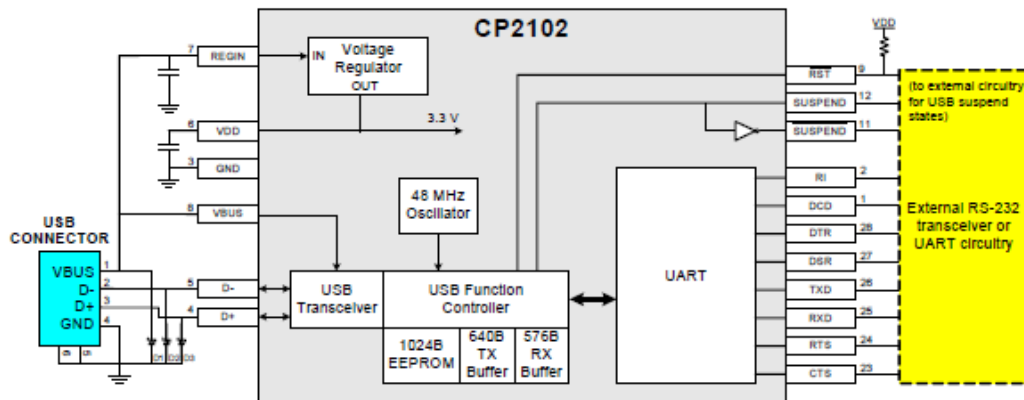 CP2102
7
REGIN
IN
Voltage
Regulator
OUT
6
VDD
3.3 V
3
GND
8
VBUS
48 MHz
Oscillator
USB
CONNECTOR
VBUS
1
D-
2
D+
3
GND
4
5
D-
4
D+
D1
D2
D3
USB
Transceiver
USB Function
Controller
1024B
EEPROM
640B
TX
Buffer
576B
RX
Buffer
UART
VDD
RST
9
SUSPEND
12
SUSPEND
11
RI
2
DCD
1
DTR
28
DSR
27
TXD
26
RXD
25
RTS
24
CTS
23
(to external circuitry
for USB suspend
states)
External RS-232
transceiver or
UART circuitry